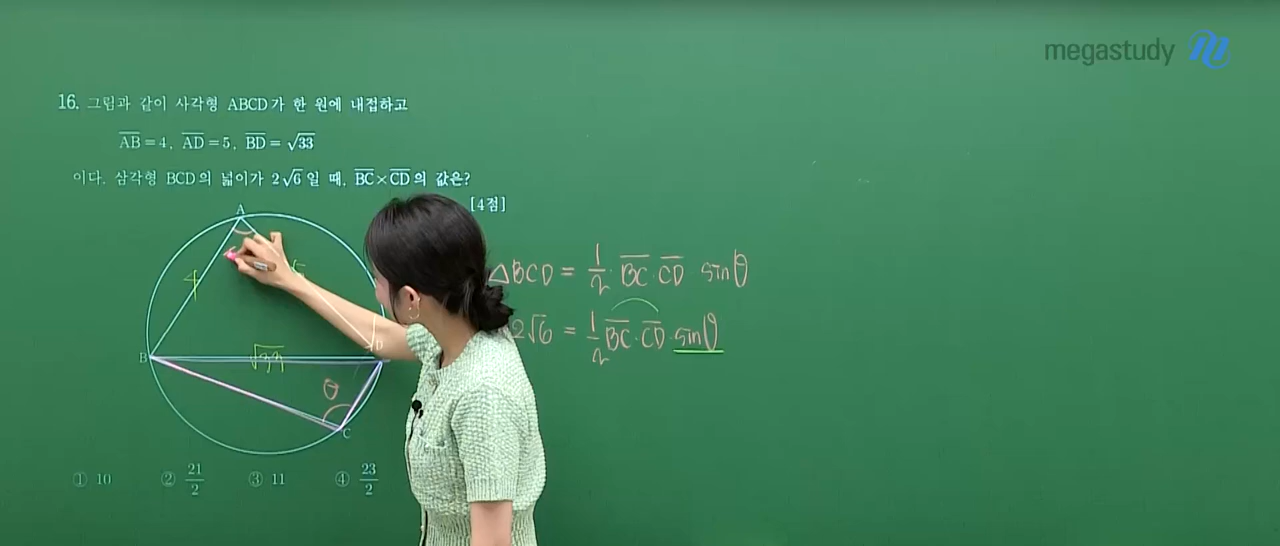 megastudy
16. 그림과 같이 사각형 ABCD가 한 원에 내접하고
AB=4, AD=5, BD=√33
이다. 삼각형 BCD의 넓이가 2√6일 때, BC×CD의 값은?
[4점]
A
4
5
B
√33
D
θ
C
△BCD = 1/2 · BC · CD · sinθ
2√6 = 1/2 BC · CD · sinθ
① 10 ② 21/2 ③ 11 ④ 23/2